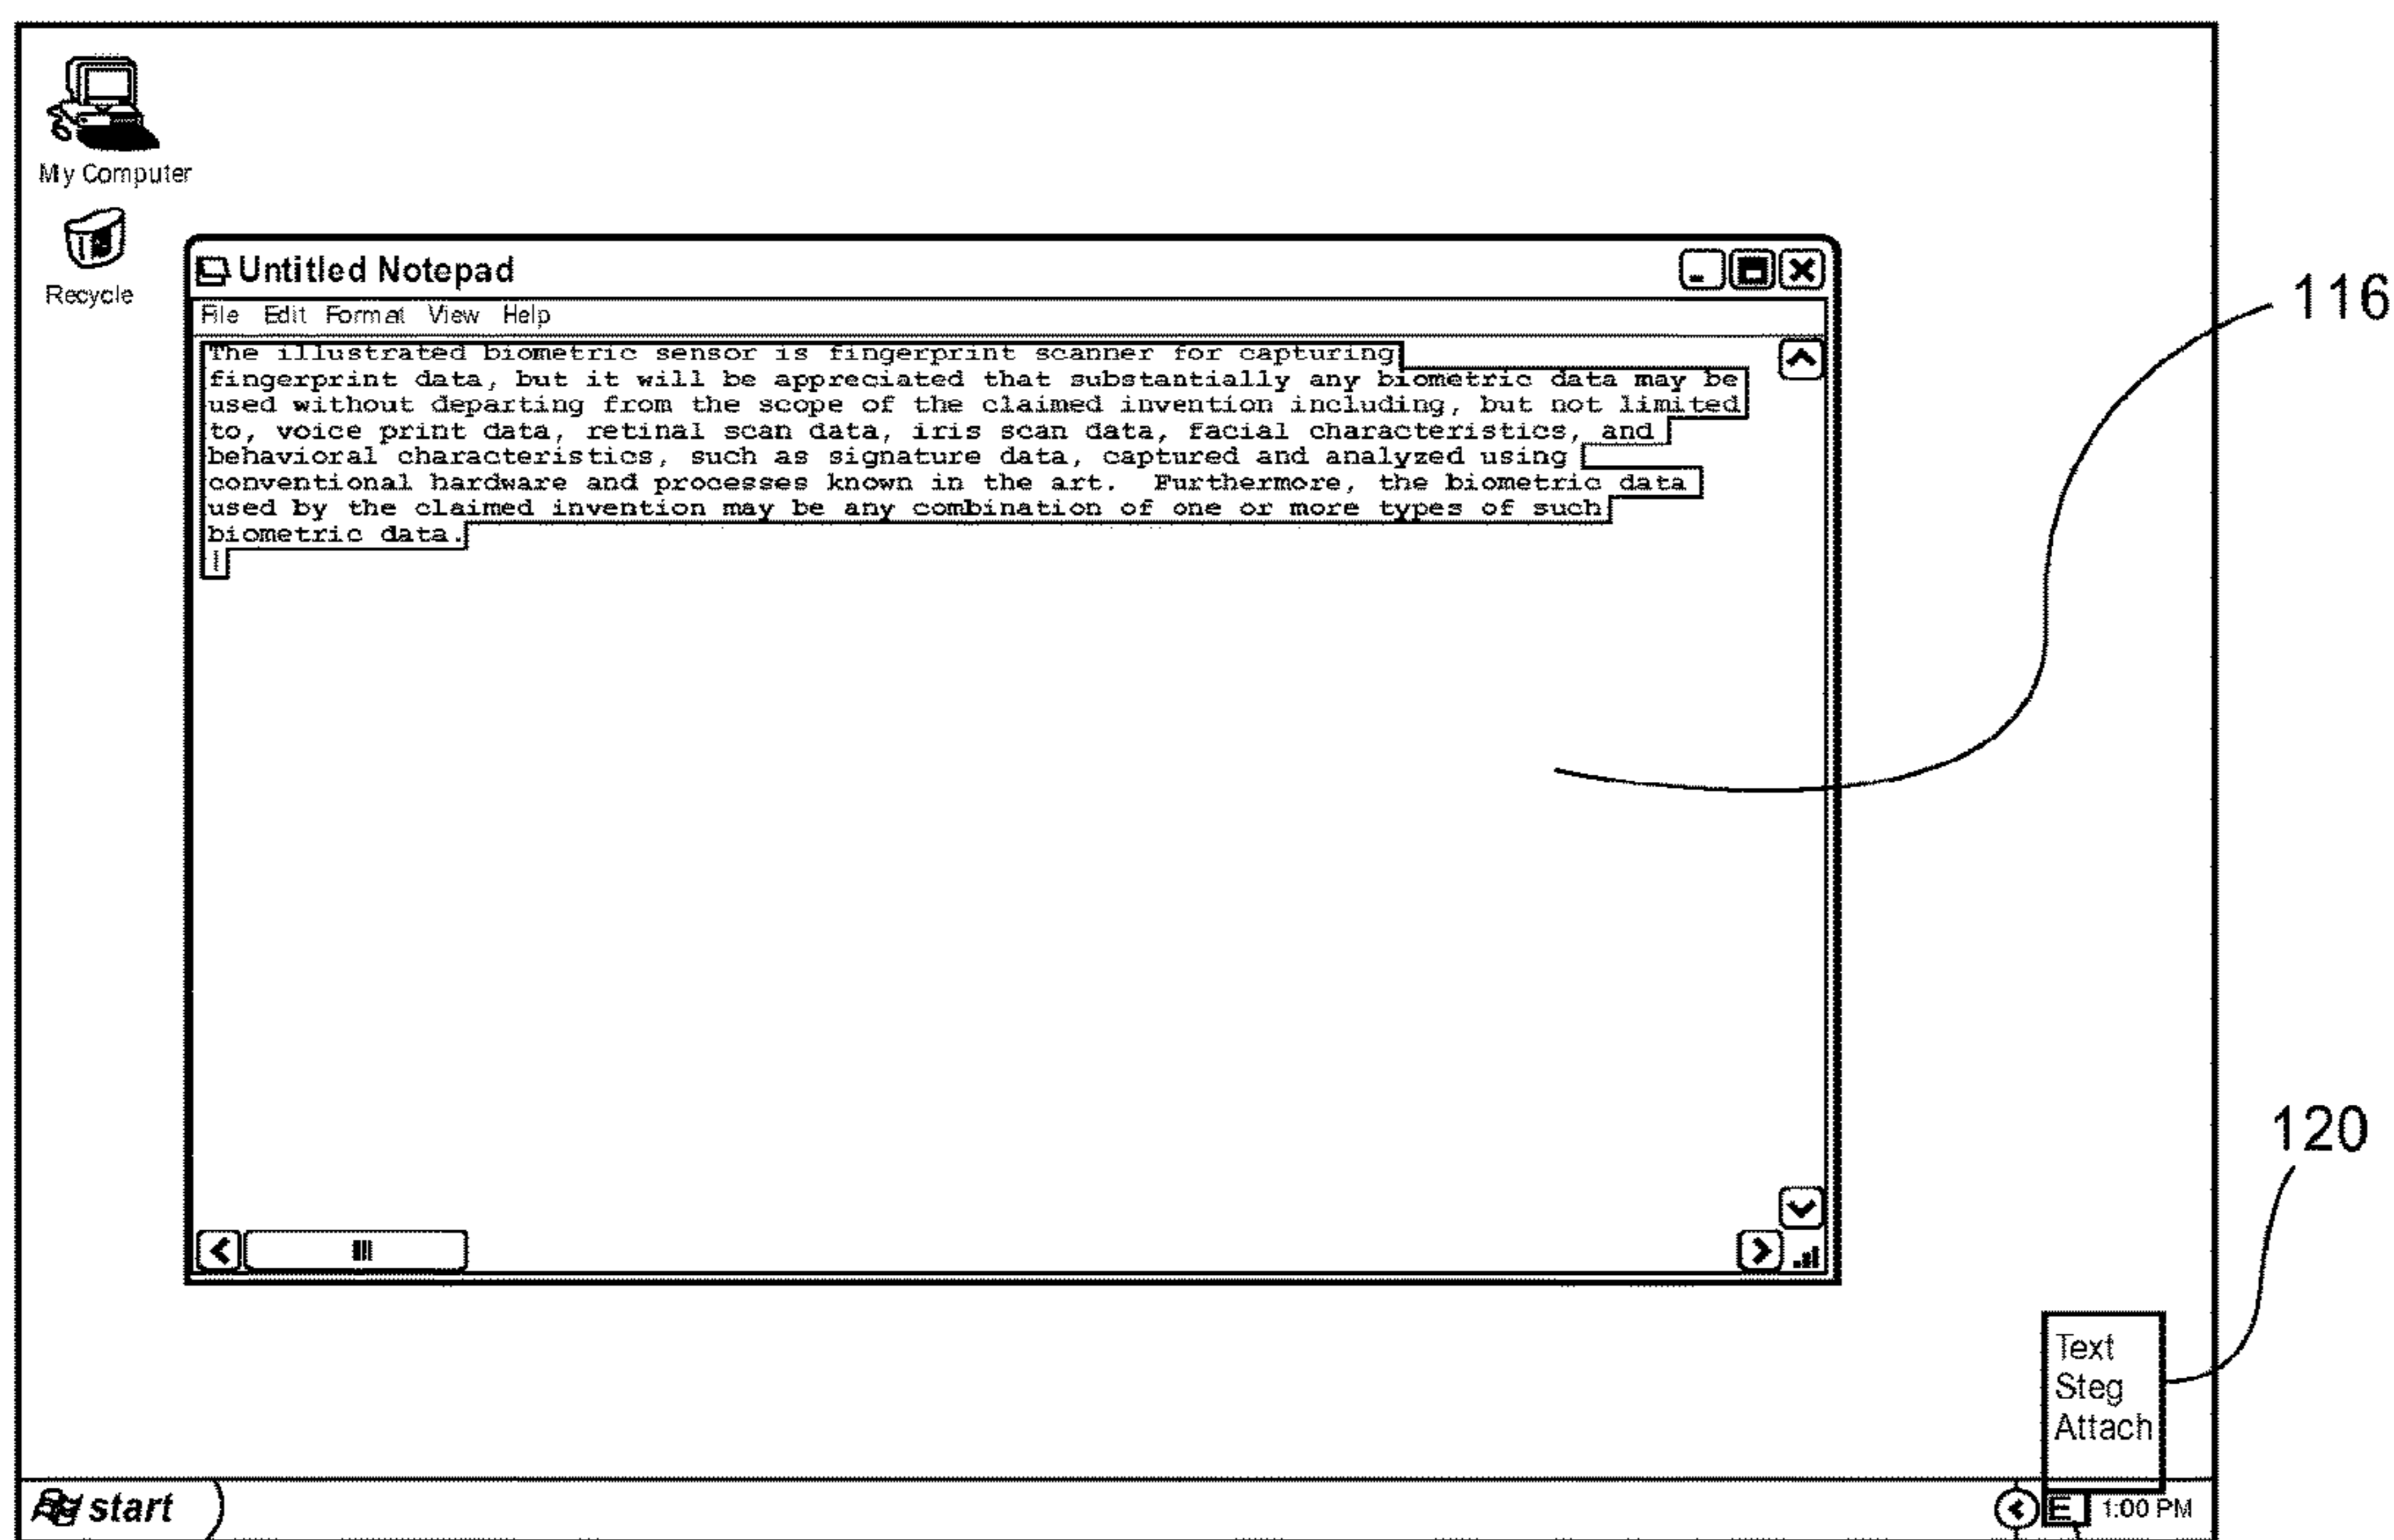 My Computer
Recycle
Untitled Notepad
File Edit Format View Help
The illustrated biometric sensor is fingerprint scanner for capturing
fingerprint data, but it will be appreciated that substantially any biometric data may be
used without departing from the scope of the claimed invention including, but not limited
to, voice print data, retinal scan data, iris scan data, facial characteristics, and
behavioral characteristics, such as signature data, captured and analyzed using
conventional hardware and processes known in the art. Furthermore, the biometric data
used by the claimed invention may be any combination of one or more types of such
biometric data.
116
120
Text
Steg
Attach
start
E
1:00 PM